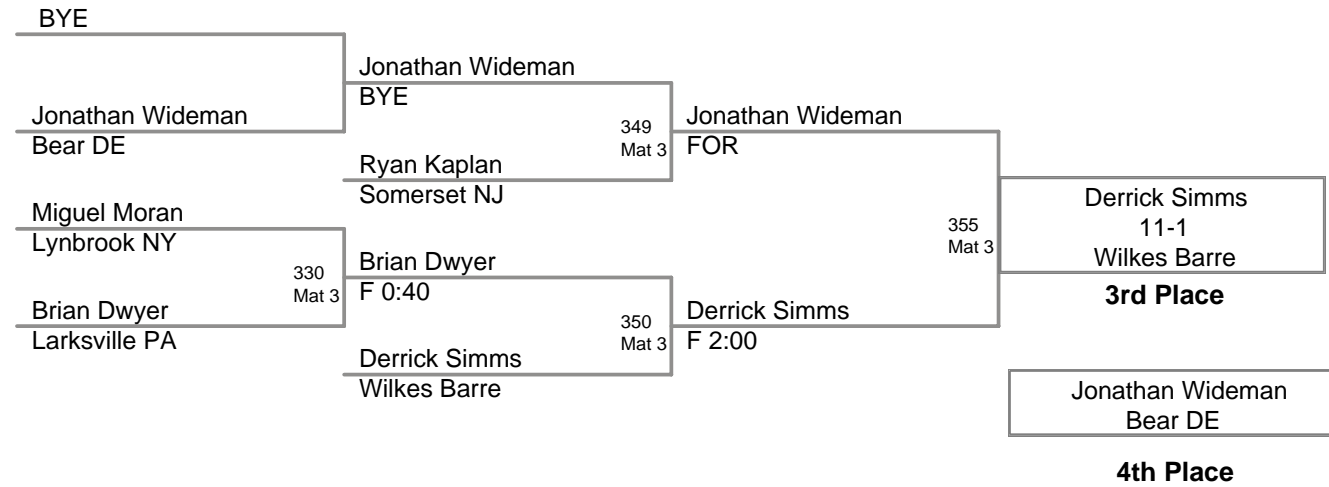 BYE
Jonathan Wideman
BYE
Jonathan Wideman
Bear DE
349
Mat 3
Jonathan Wideman
FOR
Ryan Kaplan
Somerset NJ
Miguel Moran
Lynbrook NY
330
Mat 3
Brian Dwyer
F 0:40
Brian Dwyer
Larksville PA
350
Mat 3
Derrick Simms
F 2:00
Derrick Simms
Wilkes Barre
355
Mat 3
Derrick Simms
11-1
Wilkes Barre
3rd Place
Jonathan Wideman
Bear DE
4th Place